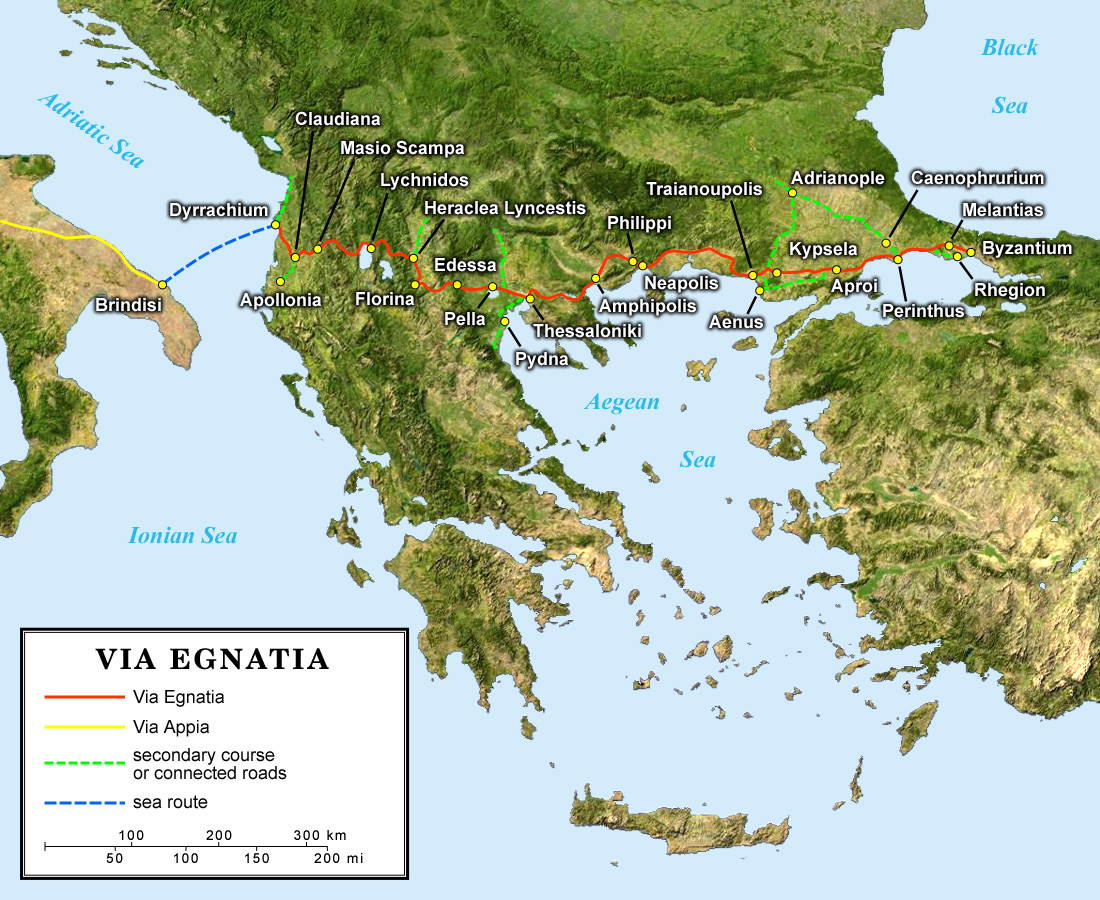 Black
Sea
Adriatic Sea
Claudiana
Masio Scampa
Lychnidos
Heraclea Lyncestis
Dyrrachium
Traianoupolis
Adrianople
Caenophrurium
Melantias
Philippi
Byzantium
Kypsela
Edessa
Neapolis
Rhegion
Brindisi
Apollonia
Florina
Amphipolis
Aproi
Perinthus
Pella
Thessaloniki
Aenus
Pydna
Aegean
Sea
Ionian Sea
VIA EGNATIA
Via Egnatia
Via Appia
secondary course
or connected roads
sea route
100 200 300 km
50 100 150 200 mi